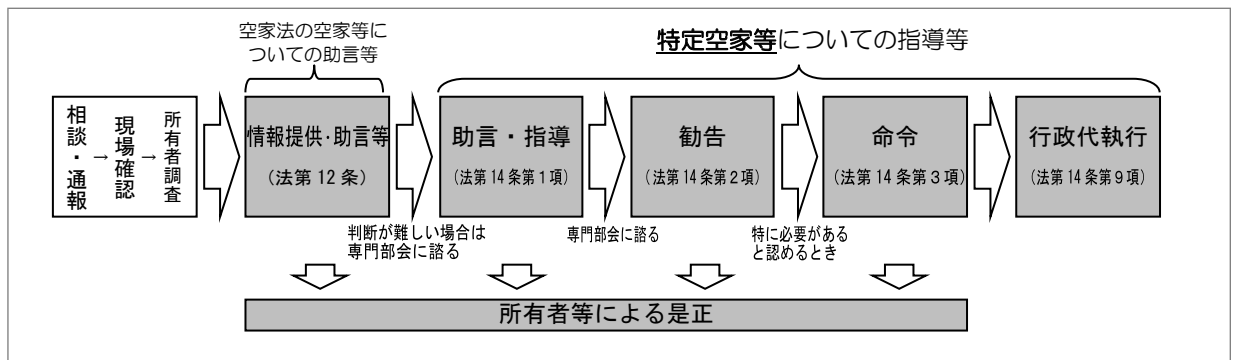 空家法の空家等に
ついての助言等
特定空家等についての指導等
相談・通報
→
現場確認
→
所有者調査
情報提供・助言等
（法第12条）
助言・指導
（法第14条第1項）
勧告
（法第14条第2項）
命令
（法第14条第3項）
行政代執行
（法第14条第9項）
判断が難しい場合は
専門部会に諮る
専門部会に諮る
特に必要がある
と認めるとき
所有者等による是正